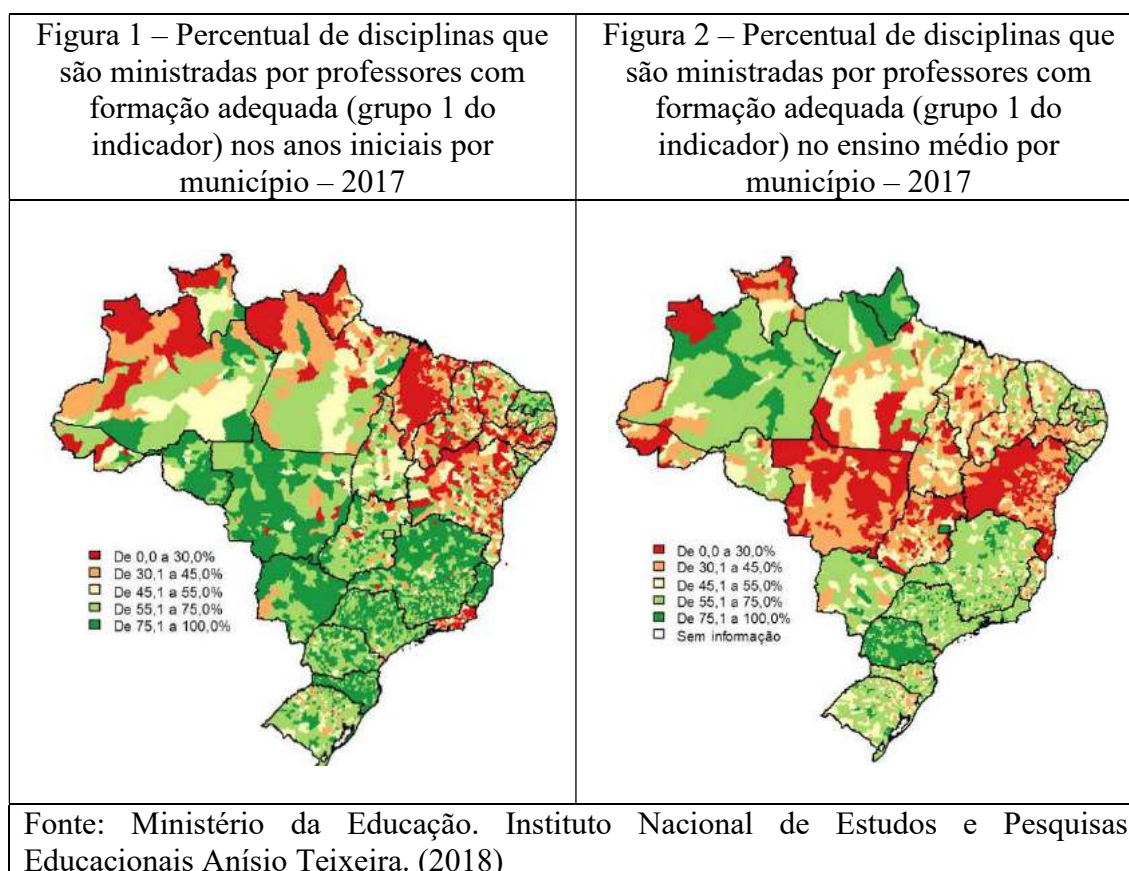 Figura 1 – Percentual de disciplinas que
são ministradas por professores com
formação adequada (grupo 1 do
indicador) nos anos iniciais por
município – 2017
Figura 2 – Percentual de disciplinas que
são ministradas por professores com
formação adequada (grupo 1 do
indicador) no ensino médio por
município – 2017
De 0,0 a 30,0%
De 30,1 a 45,0%
De 45,1 a 55,0%
De 55,1 a 75,0%
De 75,1 a 100,0%
De 0,0 a 30,0%
De 30,1 a 45,0%
De 45,1 a 55,0%
De 55,1 a 75,0%
De 75,1 a 100,0%
Sem informação
Fonte: Ministério da Educação. Instituto Nacional de Estudos e Pesquisas
Educacionais Anísio Teixeira. (2018)